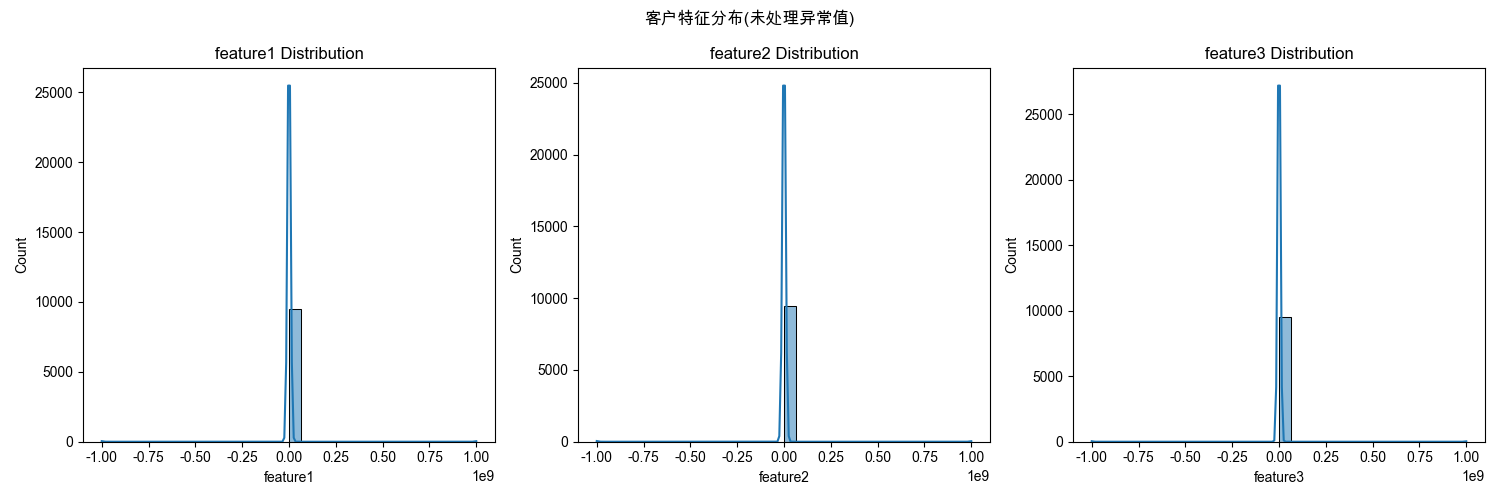 客户特征分布(未处理异常值)
feature1 Distribution
Count
25000
20000
15000
10000
5000
0
-1.00 -0.75 -0.50 -0.25 0.00 0.25 0.50 0.75 1.00
1e9
feature1
feature2 Distribution
Count
25000
20000
15000
10000
5000
0
-1.00 -0.75 -0.50 -0.25 0.00 0.25 0.50 0.75 1.00
1e9
feature2
feature3 Distribution
Count
25000
20000
15000
10000
5000
0
-1.00 -0.75 -0.50 -0.25 0.00 0.25 0.50 0.75 1.00
1e9
feature3